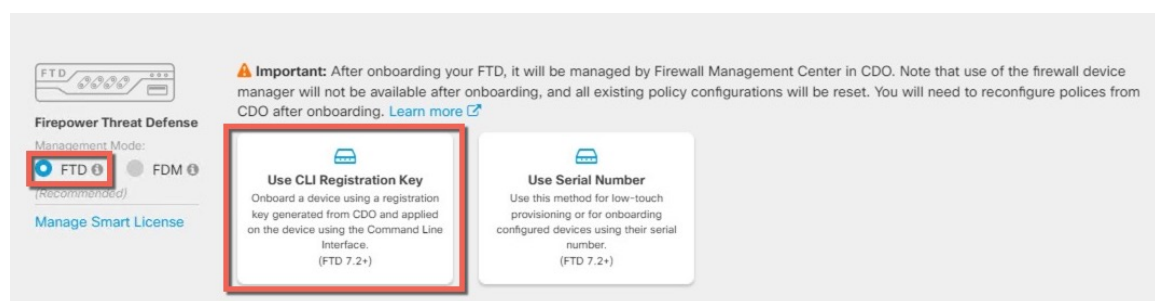 FTD
Firepower Threat Defense
Management Mode:
FTD FDM
(Recommended)
Manage Smart License
Important: After onboarding your FTD, it will be managed by Firewall Management Center in CDO. Note that use of the firewall device
manager will not be available after onboarding, and all existing policy configurations will be reset. You will need to reconfigure polices from
CDO after onboarding. Learn more
Use CLI Registration Key
Onboard a device using a registration
key generated from CDO and applied
on the device using the Command Line
Interface.
(FTD 7.2+)
Use Serial Number
Use this method for low-touch
provisioning or for onboarding
configured devices using their serial
number.
(FTD 7.2+)